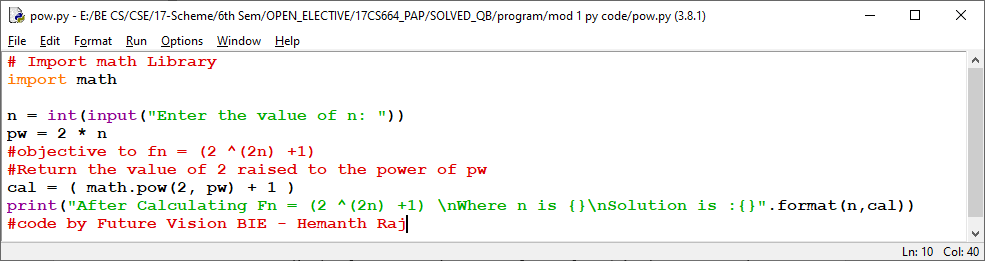 pow.py - E:/BE CS/CSE/17-Scheme/6th Sem/OPEN_ELECTIVE/17CS664_PAP/SOLVED_QB/program/mod 1 py code/pow.py (3.8.1)
File Edit Format Run Options Window Help
# Import math Library
import math
n = int(input("Enter the value of n: "))
pw = 2 * n
#objective to fn = (2 ^(2n) +1)
#Return the value of 2 raised to the power of pw
cal = ( math.pow(2, pw) + 1 )
print("After Calculating Fn = (2 ^(2n) +1) \nWhere n is {}\nSolution is :{}".format(n,cal))
#code by Future Vision BIE - Hemanth Raj
Ln: 10 Col: 40